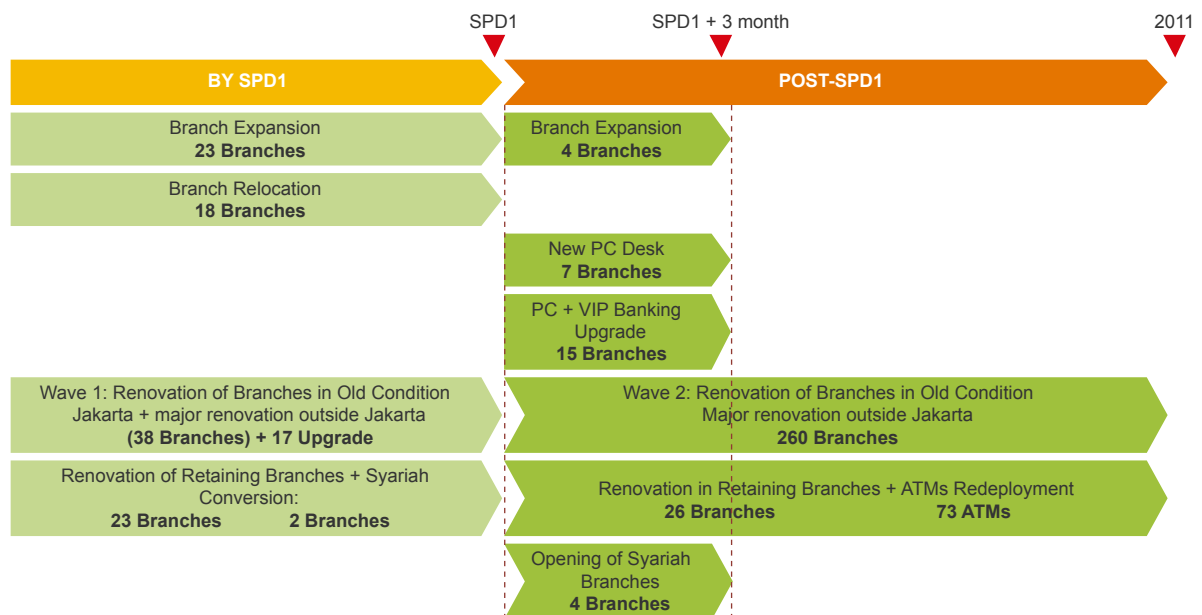 SPD1
SPD1 + 3 month
2011
BY SPD1
POST-SPD1
Branch Expansion
23 Branches
Branch Expansion
4 Branches
Branch Relocation
18 Branches
New PC Desk
7 Branches
PC + VIP Banking
Upgrade
15 Branches
Wave 1: Renovation of Branches in Old Condition
Jakarta + major renovation outside Jakarta
(38 Branches) + 17 Upgrade
Wave 2: Renovation of Branches in Old Condition
Major renovation outside Jakarta
260 Branches
Renovation of Retaining Branches + Syariah
Conversion:
23 Branches 2 Branches
Renovation in Retaining Branches + ATMs Redeployment
26 Branches 73 ATMs
Opening of Syariah
Branches
4 Branches